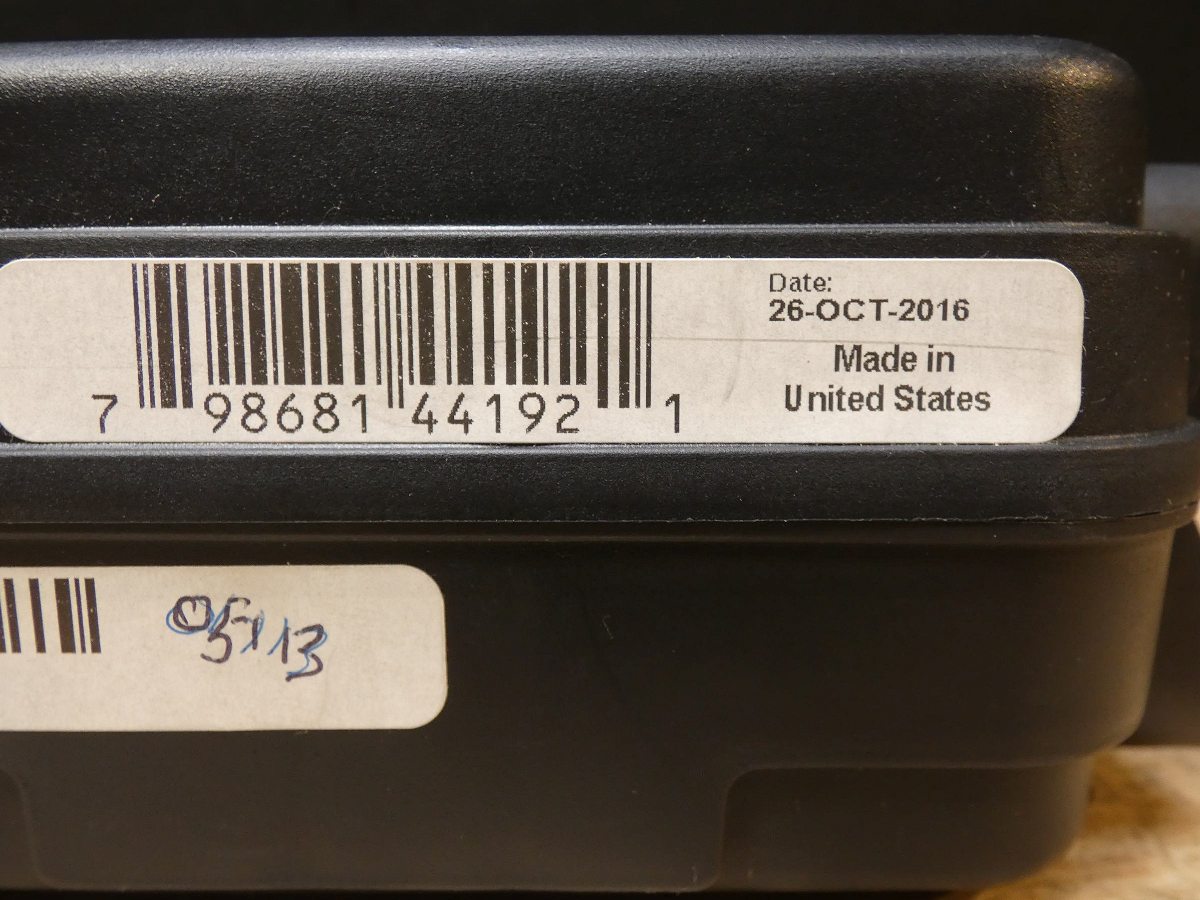 7 98681 44192 1
Date:
26-OCT-2016
Made in
United States